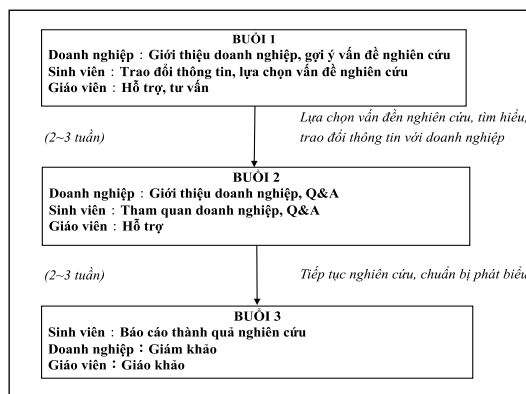 BUỔI 1
Doanh nghiệp : Giới thiệu doanh nghiệp, gợi ý vấn đề nghiên cứu
Sinh viên : Trao đổi thông tin, lựa chọn vấn đề nghiên cứu
Giáo viên : Hỗ trợ, tư vấn
(2~3 tuần)
Lựa chọn vấn đền nghiên cứu, tìm hiểu,
trao đổi thông tin với doanh nghiệp
BUỔI 2
Doanh nghiệp : Giới thiệu doanh nghiệp, Q&A
Sinh viên : Tham quan doanh nghiệp, Q&A
Giáo viên : Hỗ trợ
(2~3 tuần)
Tiếp tục nghiên cứu, chuẩn bị phát biểu
BUỔI 3
Sinh viên : Báo cáo thành quả nghiên cứu
Doanh nghiệp : Giám khảo
Giáo viên : Giáo khảo